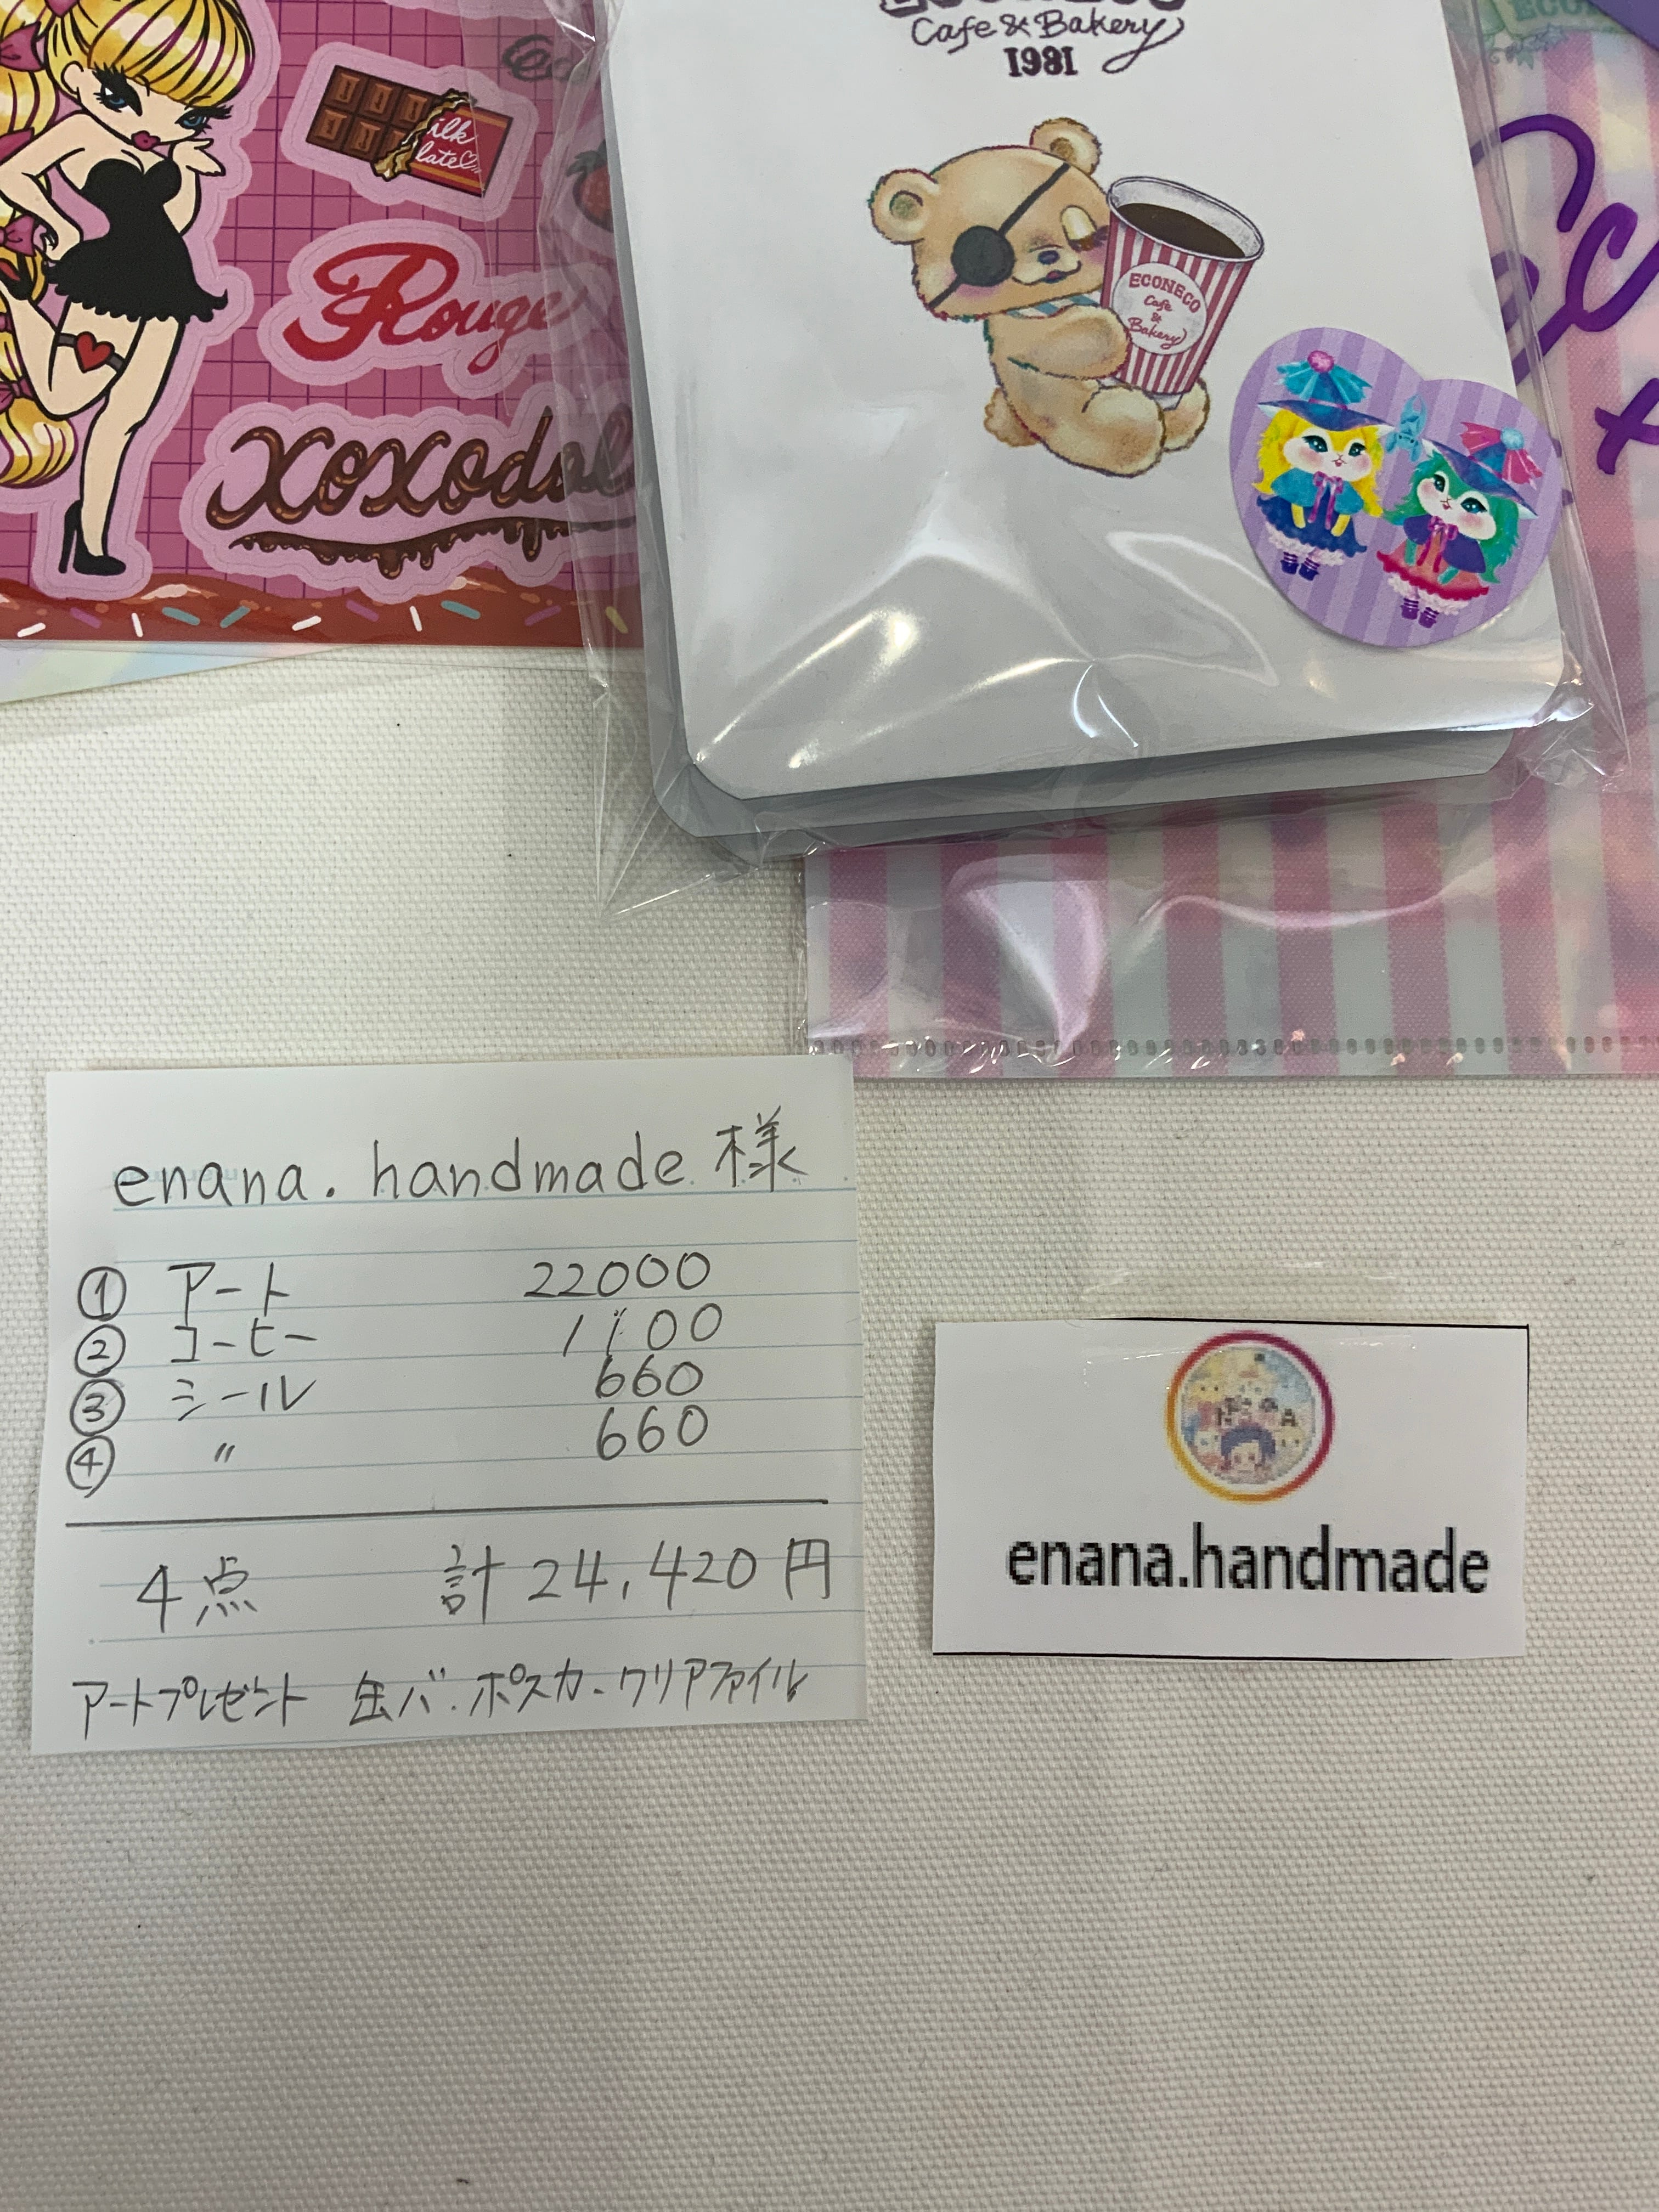 Cafe & Bakery
1981
ilk
late
Rouge
xoxodol
ECONECO
Cafe
&
Bakery
enana.handmade 様
① アート 22000
② コーヒー 1100
③ シール 660
④ 〃 660
4点 計 24,420円
アートプレゼント 缶バ.ポスカ.クリアファイル
enana.handmade